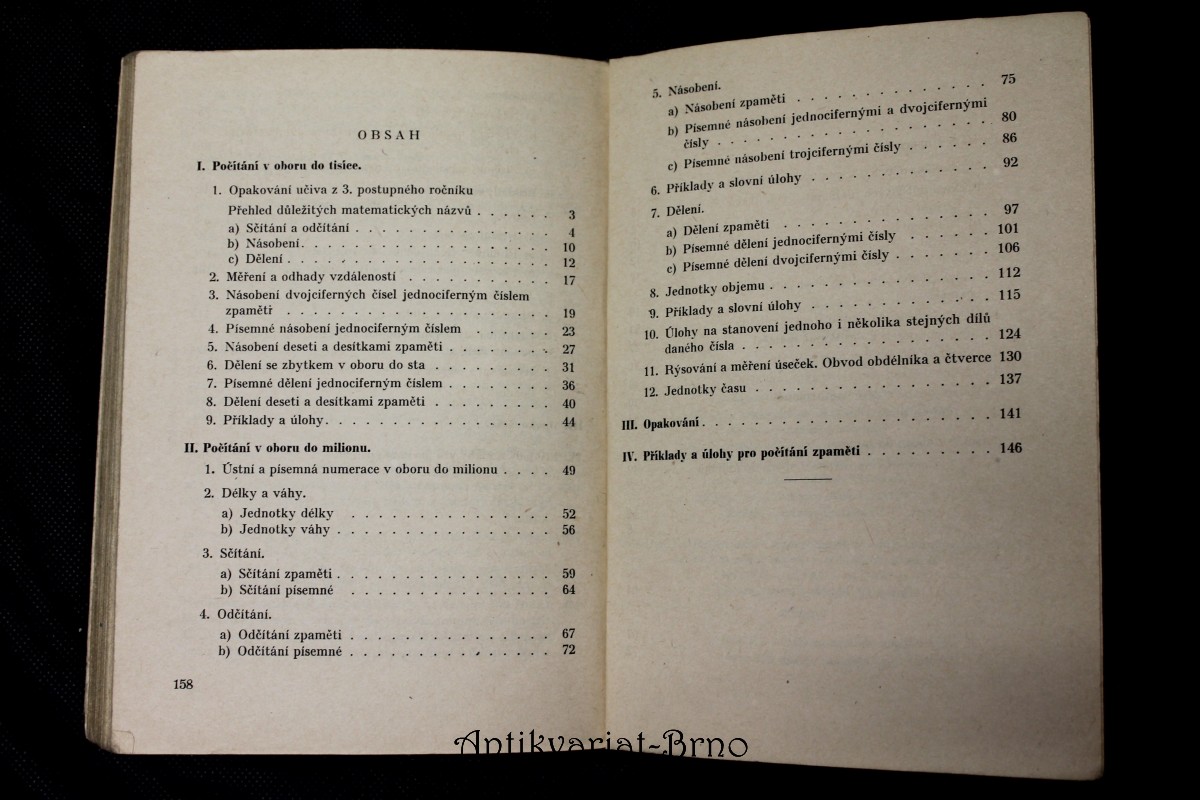 OBSAH
I. Počítání v oboru do tisíce.
1. Opakování učiva z 3. postupného ročníku
Přehled důležitých matematických názvů . . . . . . 3
a) Sčítání a odčítání . . . . . . . . . . . . . . . 4
b) Násobení. . . . . . . . . . . . . . . . . . . 10
c) Dělení . . . . . . . . . . . . . . . . . . . . 12
2. Měření a odhady vzdáleností . . . . . . . . . . . 17
3. Násobení dvojciferných čísel jednociferným číslem
zpamětř . . . . . . . . . . . . . . . . . . . . 19
4. Písemné násobení jednociferným číslem . . . . . . 23
5. Násobení deseti a desítkami zpaměti . . . . . . . . 27
6. Dělení se zbytkem v oboru do sta . . . . . . . . . . 31
7. Písemné dělení jednociferným číslem . . . . . . . . 36
8. Dělení deseti a desítkami zpaměti . . . . . . . . . 40
9. Příklady a úlohy. . . . . . . . . . . . . . . . . 44
II. Počítání v oboru do milionu.
1. Ústní a písemná numerace v oboru do milionu . . . . 49
2. Délky a váhy.
a) Jednotky délky . . . . . . . . . . . . . . . 52
b) Jednotky váhy . . . . . . . . . . . . . . . . 56
3. Sčítání.
a) Sčítání zpaměti . . . . . . . . . . . . . . . . 59
b) Sčítání písemné . . . . . . . . . . . . . . . 64
4. Odčítání.
a) Odčítání zpaměti . . . . . . . . . . . . . . . 67
b) Odčítání písemné . . . . . . . . . . . . . . . 72
158
5. Násobení.
a) Násobení zpaměti . . . . . . . . . . . . . . 75
b) Písemné násobení jednocifernými a dvojcifernými
čísly . . . . . . . . . . . . . . . . . . . . 80
c) Písemné násobení trojcifernými čísly . . . . . . 86
6. Příklady a slovní úlohy . . . . . . . . . . . . . 92
7. Dělení.
a) Dělení zpaměti . . . . . . . . . . . . . . . 97
b) Písemné dělení jednocifernými čísly . . . . . . 101
c) Písemné dělení dvojcifernými čísly . . . . . . . 106
8. Jednotky objemu . . . . . . . . . . . . . . . . 112
9. Příklady a slovní úlohy . . . . . . . . . . . . . 115
10. Úlohy na stanovení jednoho i několika stejných dílů
daného čísla . . . . . . . . . . . . . . . . . . 124
11. Rýsování a měření úseček. Obvod obdélníka a čtverce 130
12. Jednotky času . . . . . . . . . . . . . . . . . 137
III. Opakování . . . . . . . . . . . . . . . . . . . . 141
IV. Příklady a úlohy pro počítání zpaměti . . . . . . . . . 146
Antikvariat-Brno